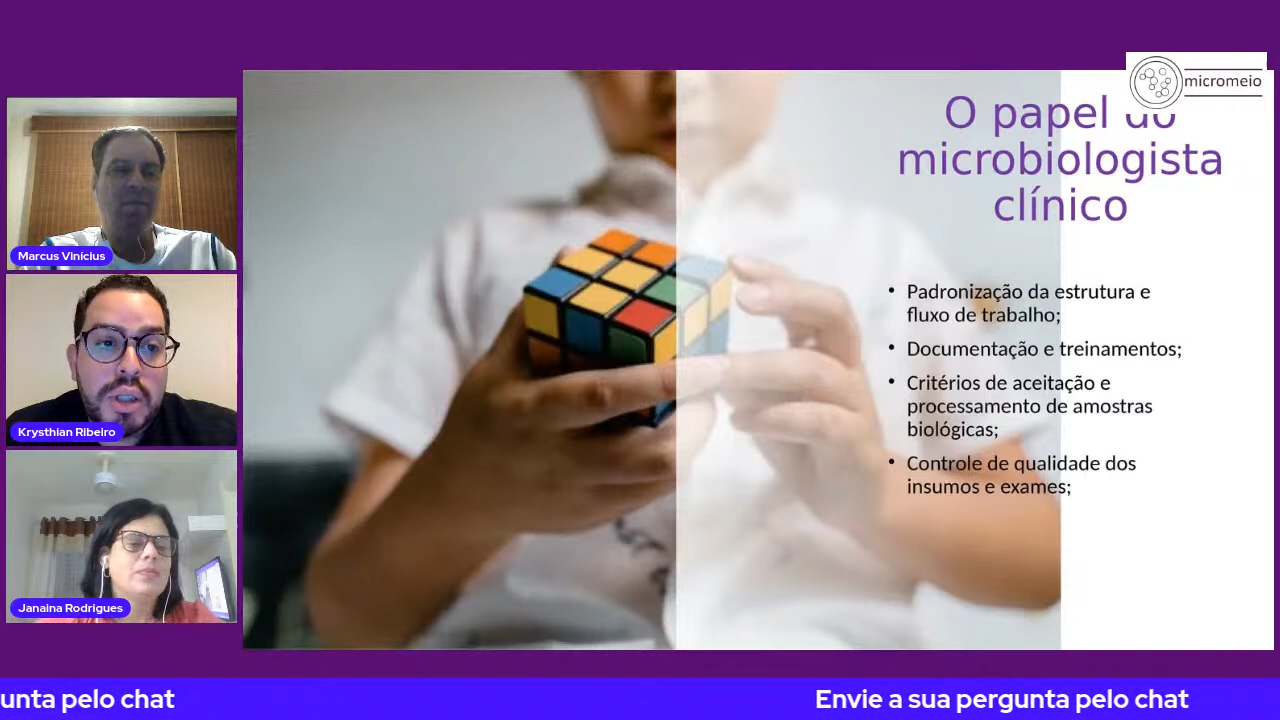 micromeio
O papel do
microbiologista
clínico
• Padronização da estrutura e
fluxo de trabalho;
• Documentação e treinamentos;
• Critérios de aceitação e
processamento de amostras
biológicas;
• Controle de qualidade dos
insumos e exames;
Marcus Vinícius
Krysthian Ribeiro
Janaina Rodrigues
unta pelo chat
Envie a sua pergunta pelo chat